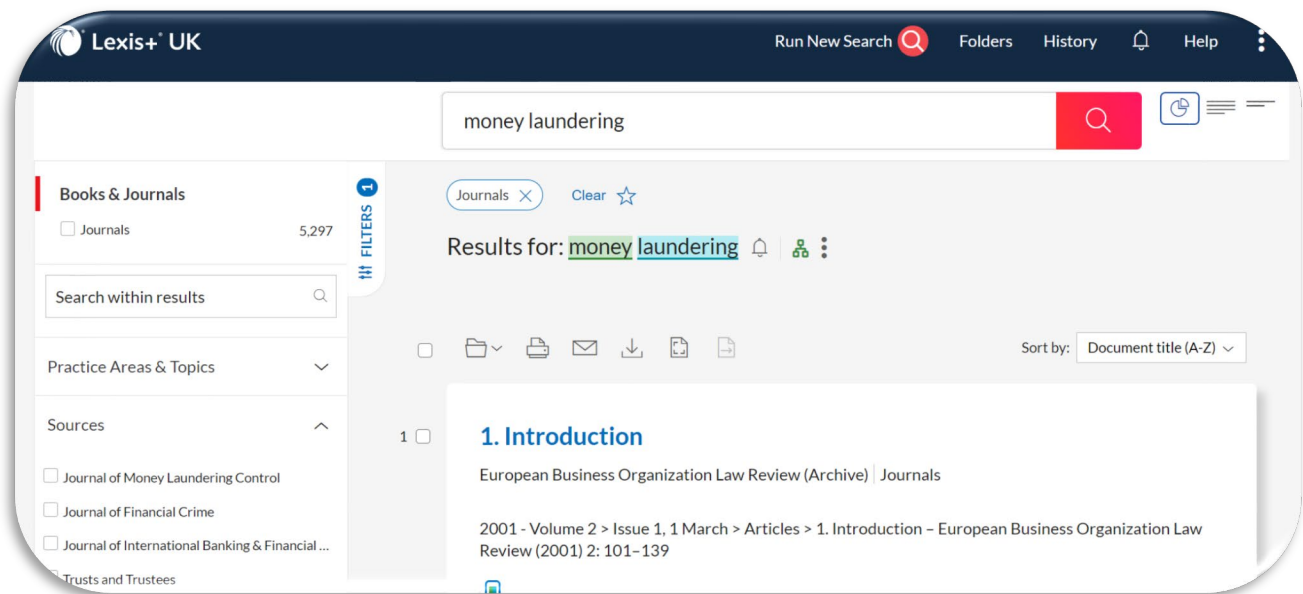 Lexis+® UK
Run New Search
Folders
History
Help
money laundering
Books & Journals
Journals 5,297
Search within results
Practice Areas & Topics
Sources
Journal of Money Laundering Control
Journal of Financial Crime
Journal of International Banking & Financial ...
Trusts and Trustees
FILTERS 1
Journals
Clear
Results for: money laundering
Sort by: Document title (A-Z)
1
1. Introduction
European Business Organization Law Review (Archive) Journals
2001 - Volume 2 > Issue 1, 1 March > Articles > 1. Introduction – European Business Organization Law
Review (2001) 2: 101–139